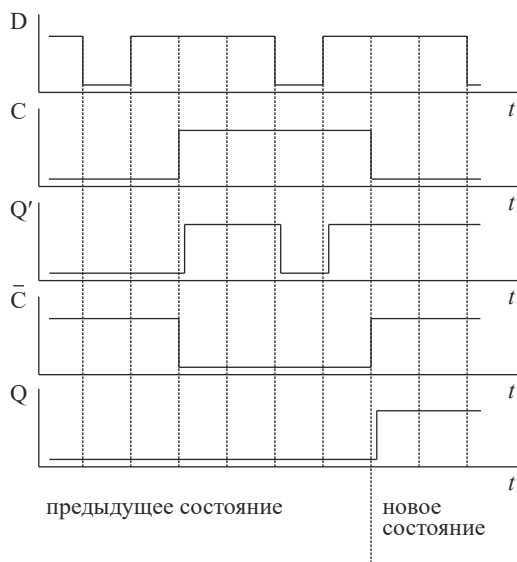 D
t
C
t
Q′
t
C̄
t
Q
t
предыдущее состояние
новое
состояние